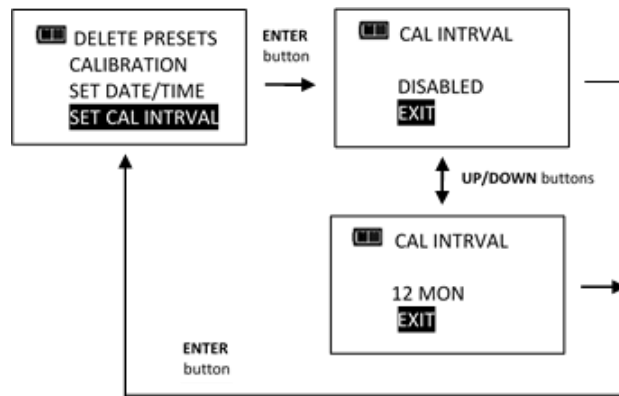 DELETE PRESETS
CALIBRATION
SET DATE/TIME
SET CAL INTRVAL
ENTER
button
CAL INTRVAL
DISABLED
EXIT
UP/DOWN buttons
CAL INTRVAL
12 MON
EXIT
ENTER
button